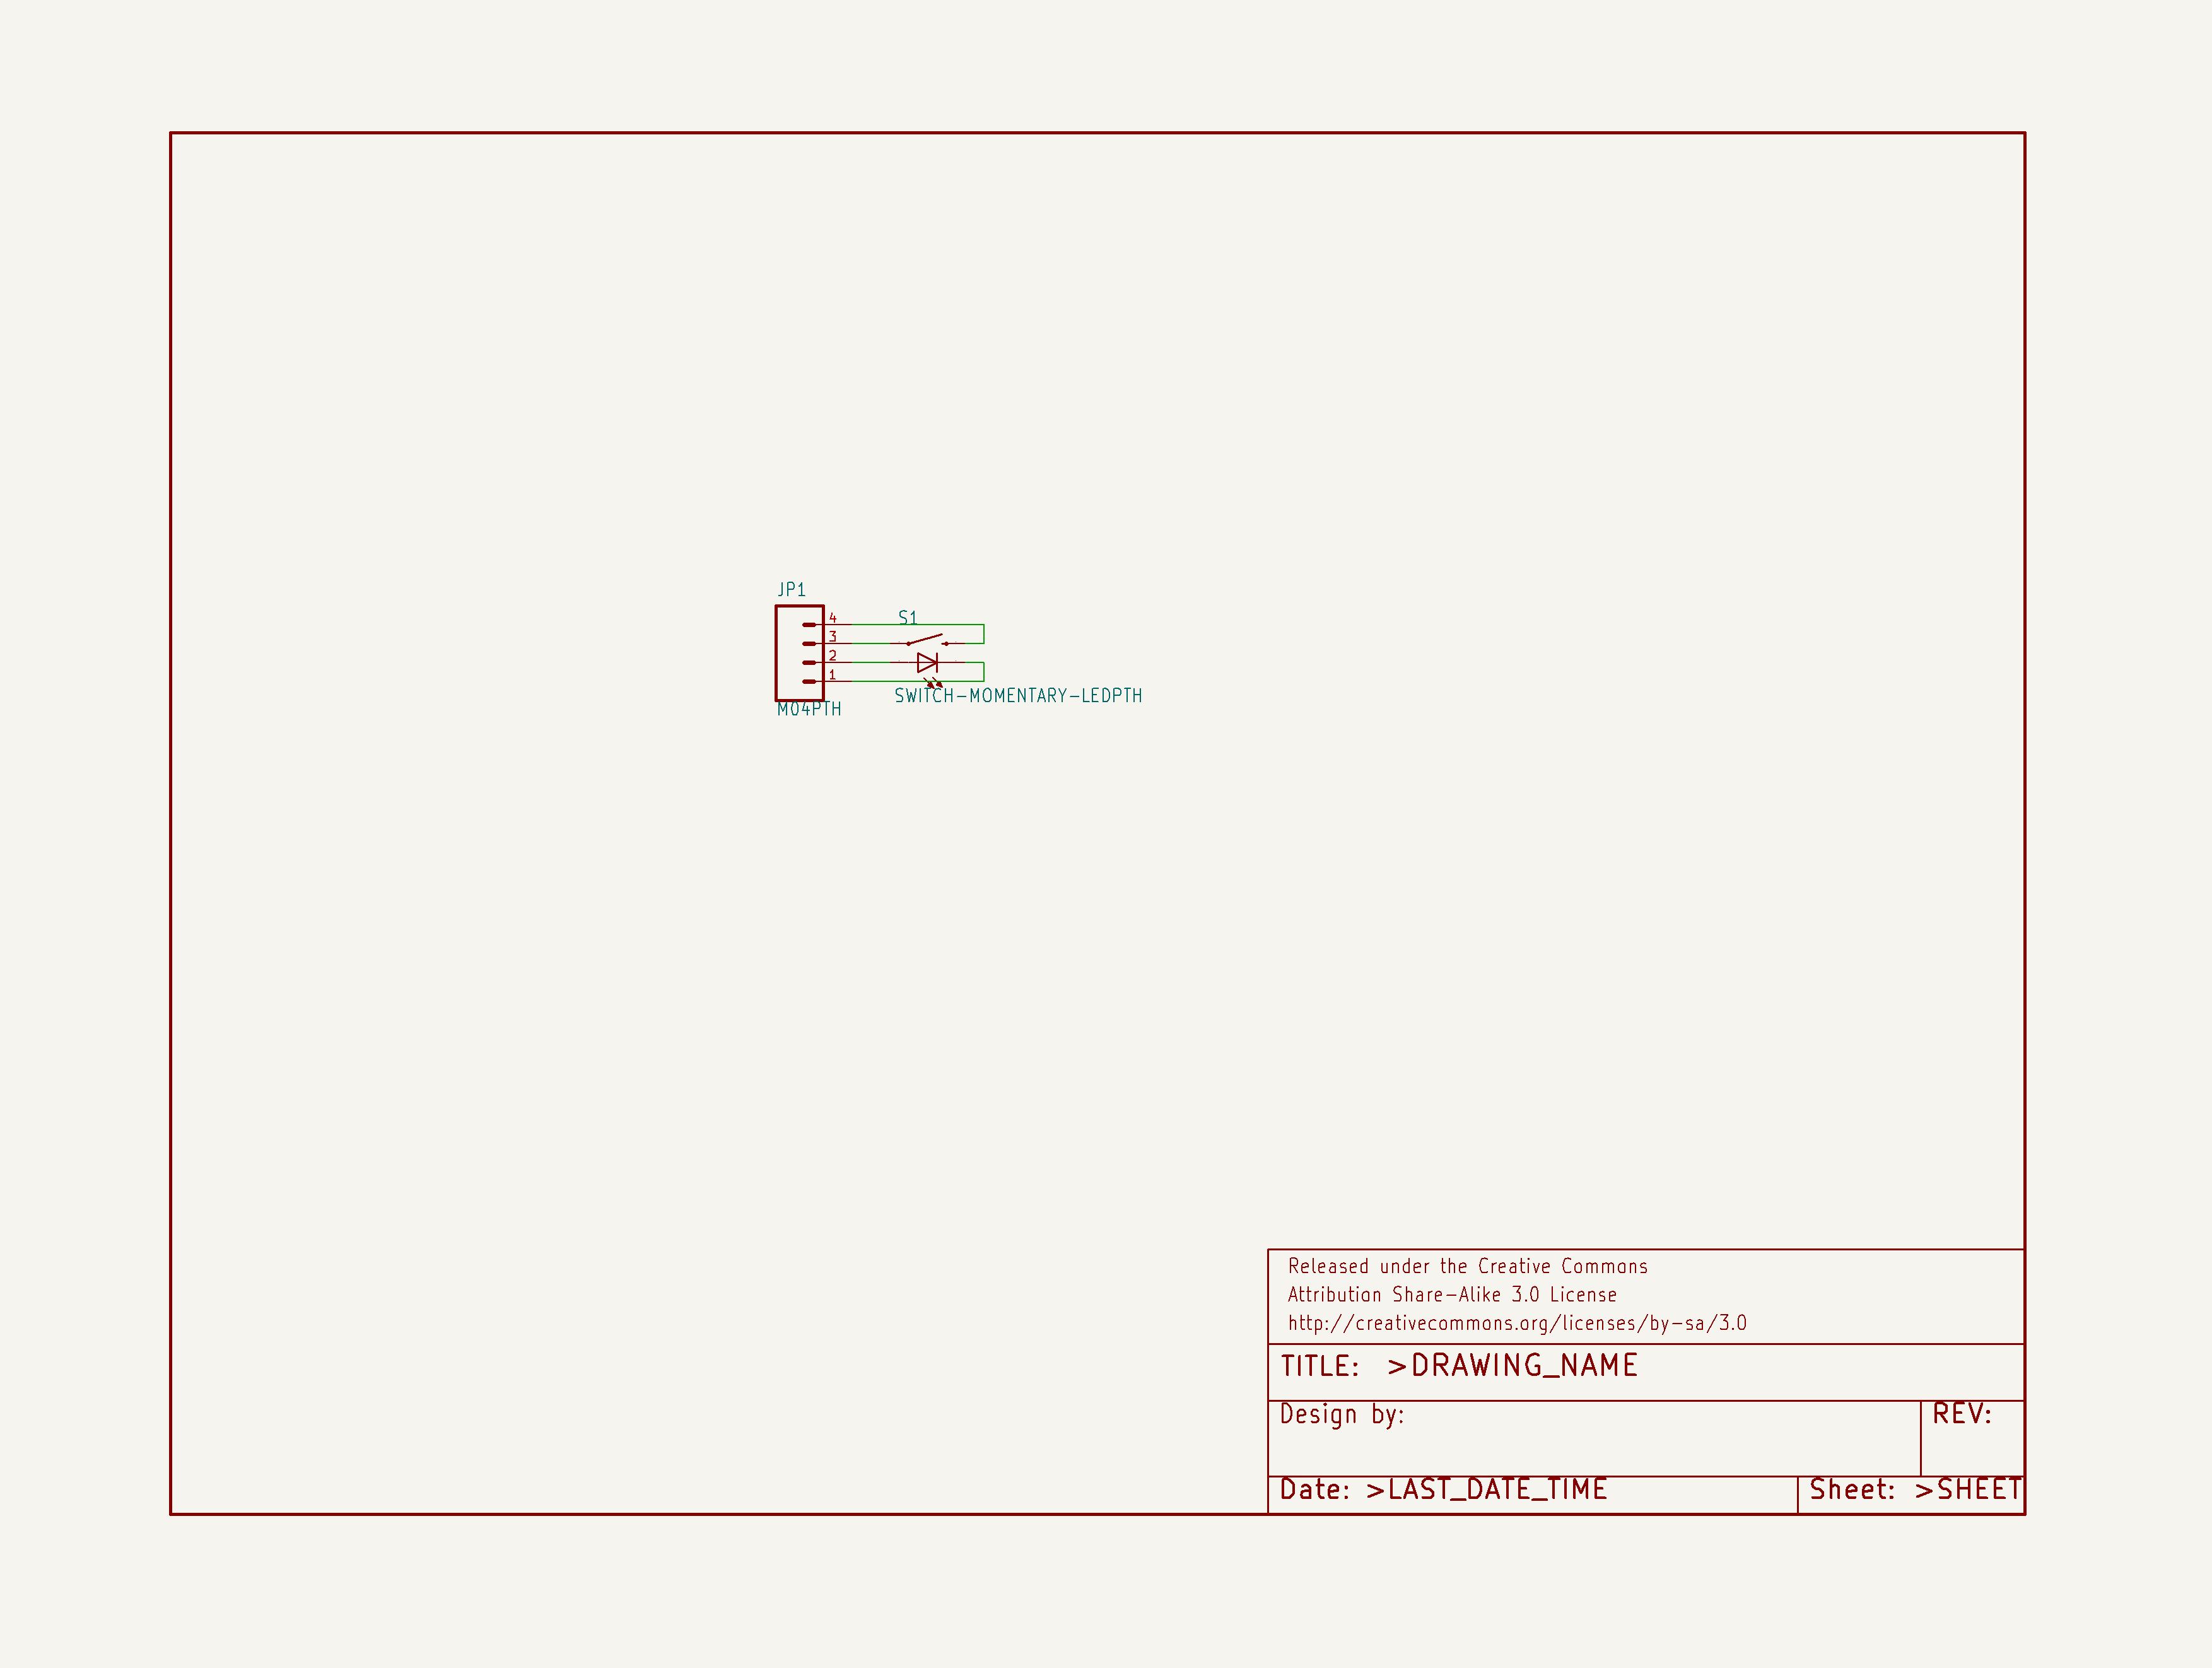 JP1
4
S1
3
2
1
SWITCH-MOMENTARY-LEDPTH
M04PTH
Released under the Creative Commons
Attribution Share-Alike 3.0 License
http://creativecommons.org/licenses/by-sa/3.0
TITLE: >DRAWING_NAME
Design by:
REV:
Date: >LAST_DATE_TIME
Sheet: >SHEET